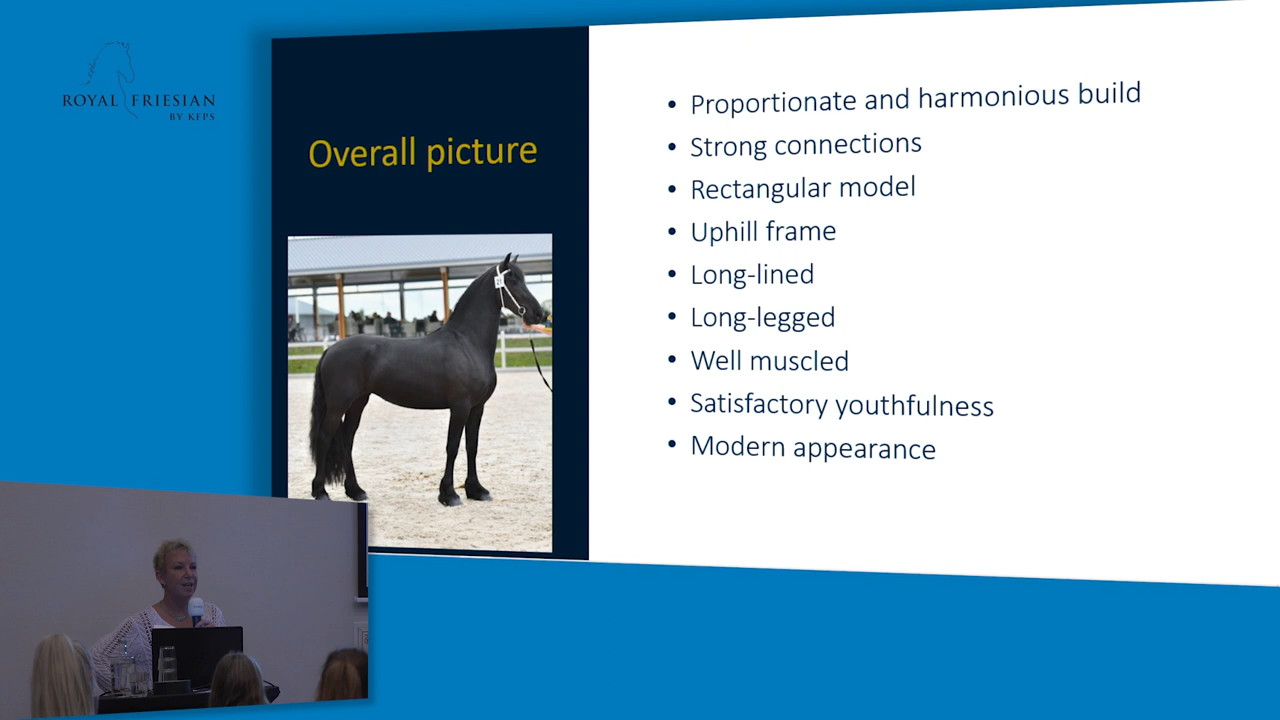 ROYAL FRIESIAN
BY KFPS
Overall picture
• Proportionate and harmonious build
• Strong connections
• Rectangular model
• Uphill frame
• Long-lined
• Long-legged
• Well muscled
• Satisfactory youthfulness
• Modern appearance
21